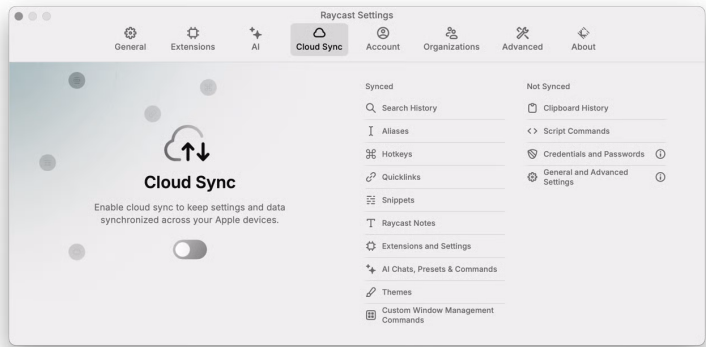 Raycast Settings
General
Extensions
AI
Cloud Sync
Account
Organizations
Advanced
About
Cloud Sync
Enable cloud sync to keep settings and data
synchronized across your Apple devices.
Synced
Search History
Aliases
Hotkeys
Quicklinks
Snippets
Raycast Notes
Extensions and Settings
AI Chats, Presets & Commands
Themes
Custom Window Management
Commands
Not Synced
Clipboard History
Script Commands
Credentials and Passwords
General and Advanced
Settings